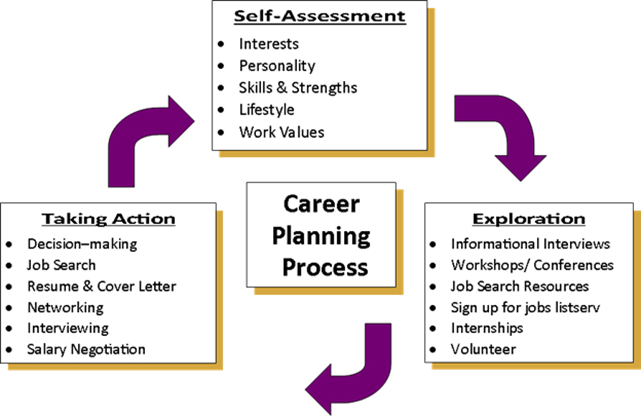 Self-Assessment
• Interests
• Personality
• Skills & Strengths
• Lifestyle
• Work Values
Career
Planning
Process
Taking Action
• Decision–making
• Job Search
• Resume & Cover Letter
• Networking
• Interviewing
• Salary Negotiation
Exploration
• Informational Interviews
• Workshops/ Conferences
• Job Search Resources
• Sign up for jobs listserv
• Internships
• Volunteer